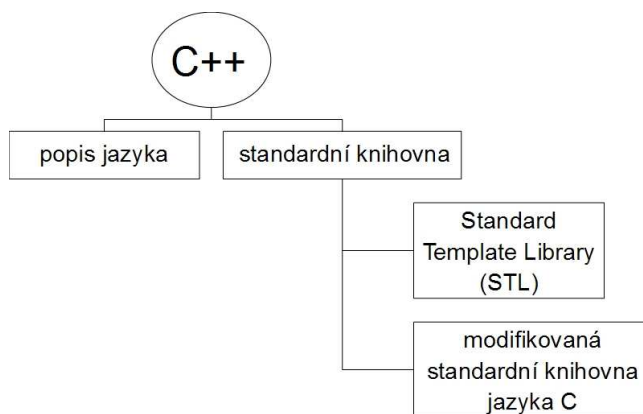 C++
popis jazyka
standardní knihovna
Standard
Template Library
(STL)
modifikovaná
standardní knihovna
jazyka C